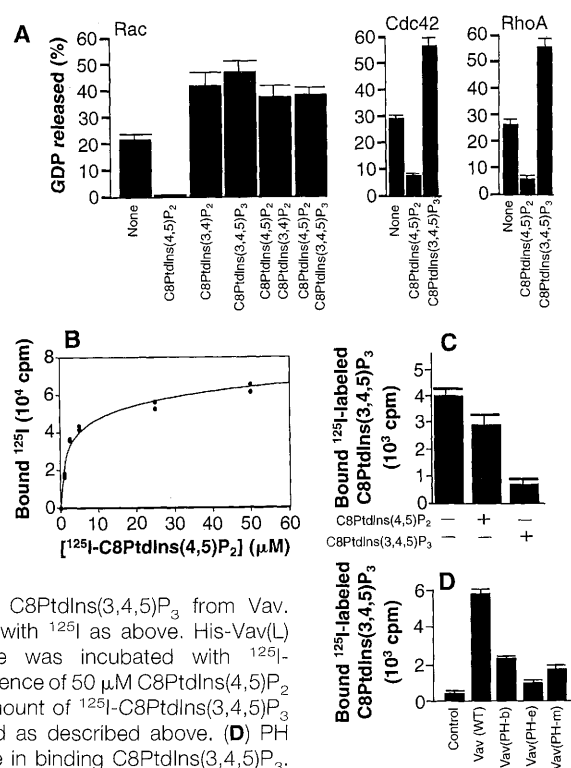 A
Rac
GDP released (%)
60
50
40
30
20
10
0
None
C8PtdIns(4,5)P2
C8PtdIns(3,4)P2
C8PtdIns(3,4,5)P3
C8PtdIns(4,5)P2
C8PtdIns(3,4)P2
C8PtdIns(4,5)P2
C8PtdIns(3,4,5)P3
Cdc42
60
50
40
30
20
10
0
None
C8PtdIns(4,5)P2
C8PtdIns(3,4,5)P3
RhoA
60
50
40
30
20
10
0
None
C8PtdIns(4,5)P2
C8PtdIns(3,4,5)P3
B
Bound 125I (10^4 cpm)
8
6
4
2
0
0 10 20 30 40 50 60
[125I-C8PtdIns(4,5)P2] (μM)
C
Bound 125I-labeled
C8PtdIns(3,4,5)P3
(10^3 cpm)
5
4
3
2
1
0
C8PtdIns(4,5)P2 – + –
C8PtdIns(3,4,5)P3 – – +
D
Bound 125I-labeled
C8PtdIns(3,4,5)P3
(10^3 cpm)
6
4
2
0
Control
Vav (WT)
Vav(PH-b)
Vav(PH-e)
Vav(PH-m)
C8PtdIns(3,4,5)P3 from Vav.
with 125I as above. His-Vav(L)
e was incubated with 125I-
ence of 50 μM C8PtdIns(4,5)P2
nount of 125I-C8PtdIns(3,4,5)P3
d as described above. (D) PH
e in binding C8PtdIns(3,4,5)P3.